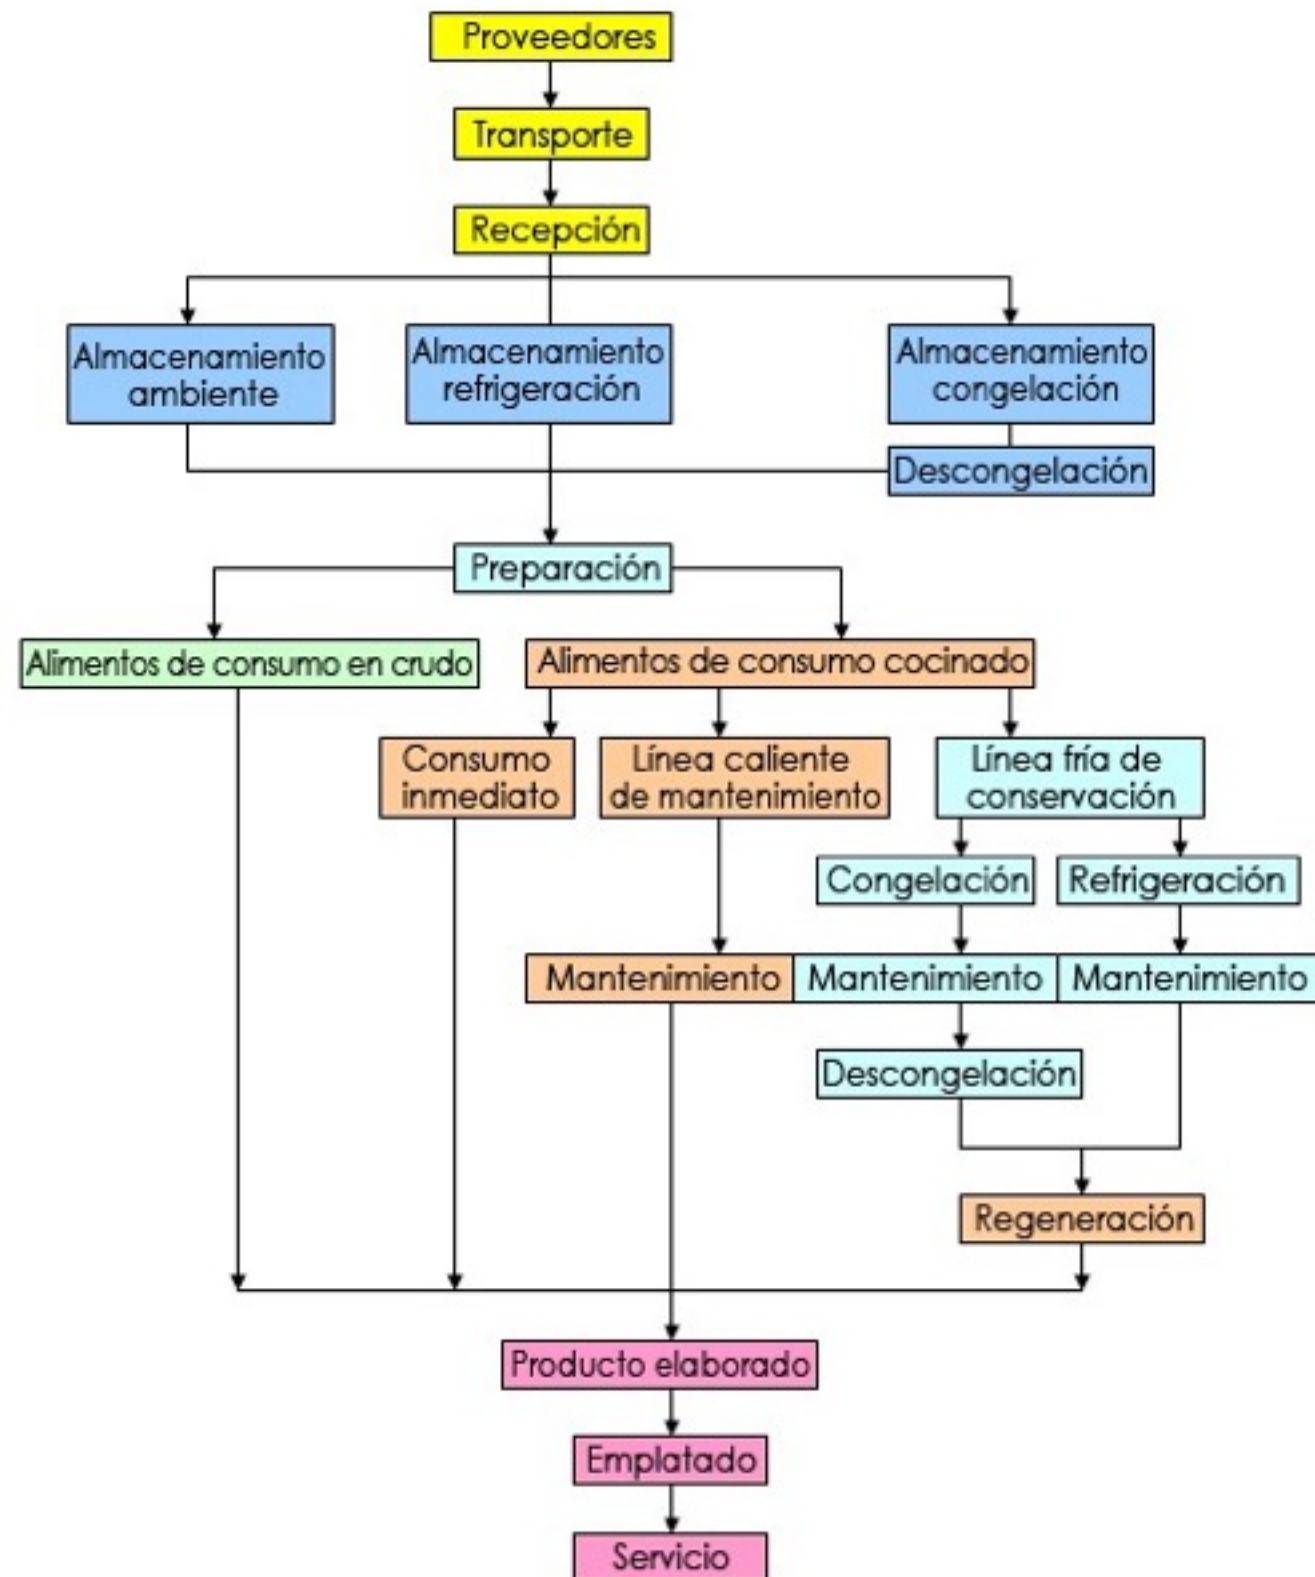 Proveedores
Transporte
Recepción
Almacenamiento
ambiente
Almacenamiento
refrigeración
Almacenamiento
congelación
Descongelación
Preparación
Alimentos de consumo en crudo
Alimentos de consumo cocinado
Consumo
inmediato
Línea caliente
de mantenimiento
Línea fría de
conservación
Congelación
Refrigeración
Mantenimiento
Mantenimiento
Mantenimiento
Descongelación
Regeneración
Producto elaborado
Emplatado
Servicio